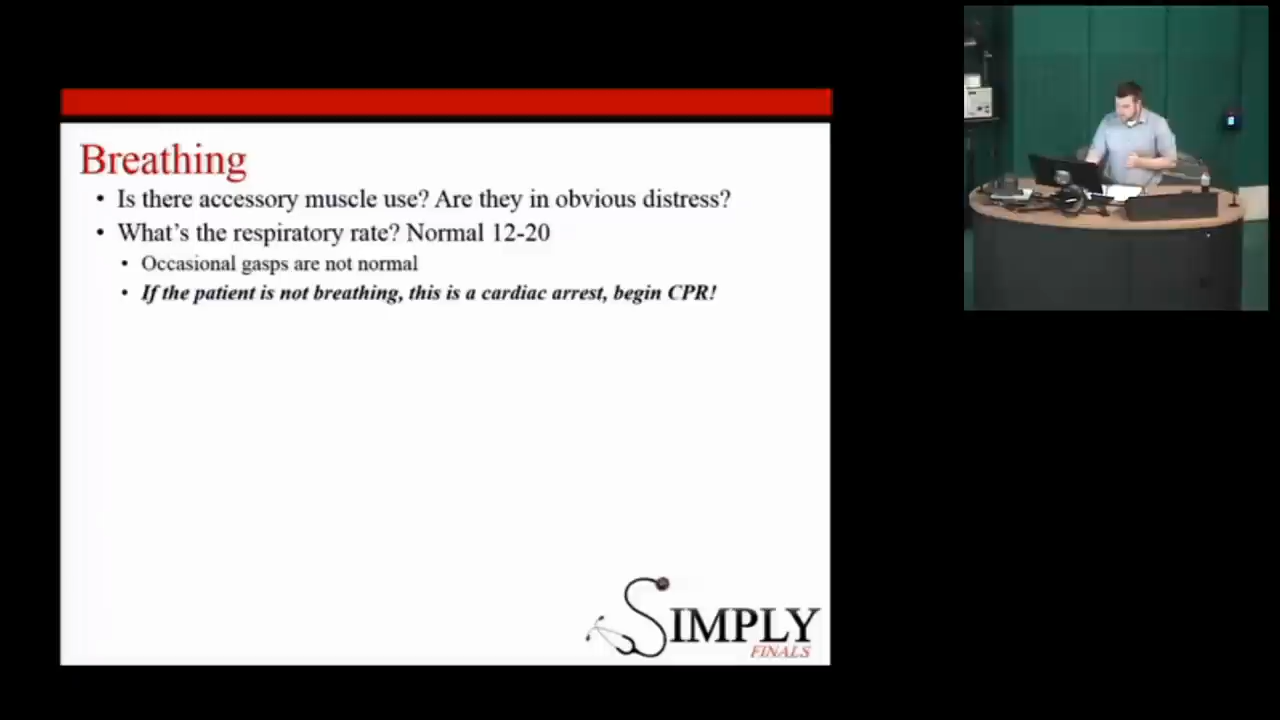 Breathing
• Is there accessory muscle use? Are they in obvious distress?
• What's the respiratory rate? Normal 12-20
• Occasional gasps are not normal
• If the patient is not breathing, this is a cardiac arrest, begin CPR!
SIMPLY
FINALS